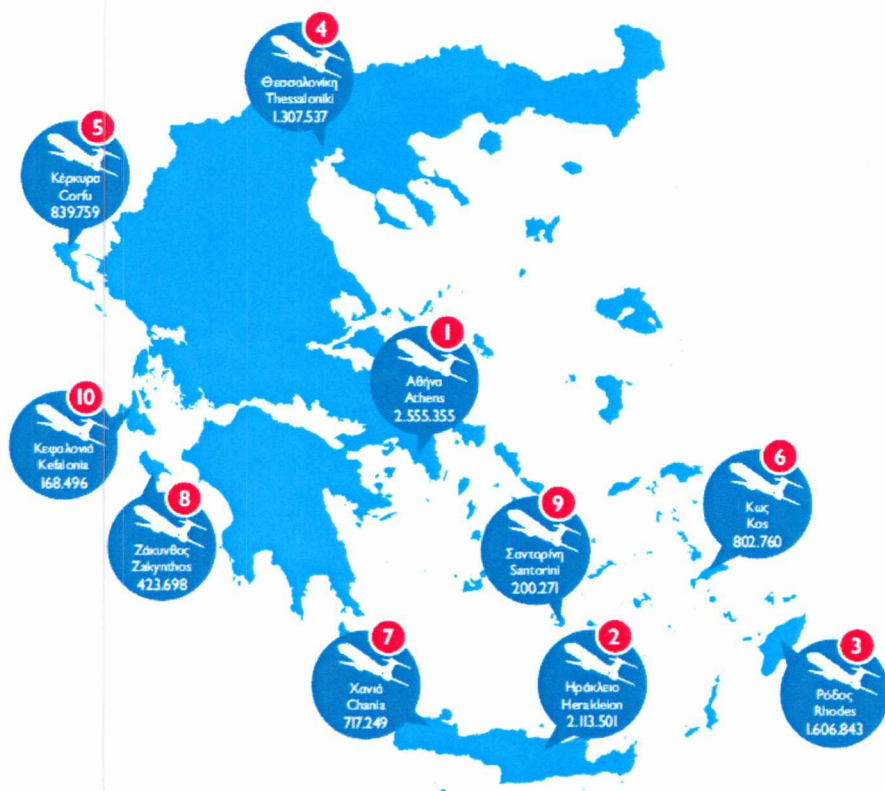 4
Θεσσαλονίκη
Thessaloniki
1.307.537
5
Κέρκυρα
Corfu
839.759
1
Αθήνα
Athens
2.555.355
10
Κεφαλονιά
Kefalonia
168.496
6
Κως
Kos
802.760
8
Ζάκυνθος
Zakynthos
423.698
9
Σαντορίνη
Santorini
200.271
7
Χανιά
Chania
717.249
2
Ηράκλειο
Herakleion
2.113.501
3
Ρόδος
Rhodes
1.606.843